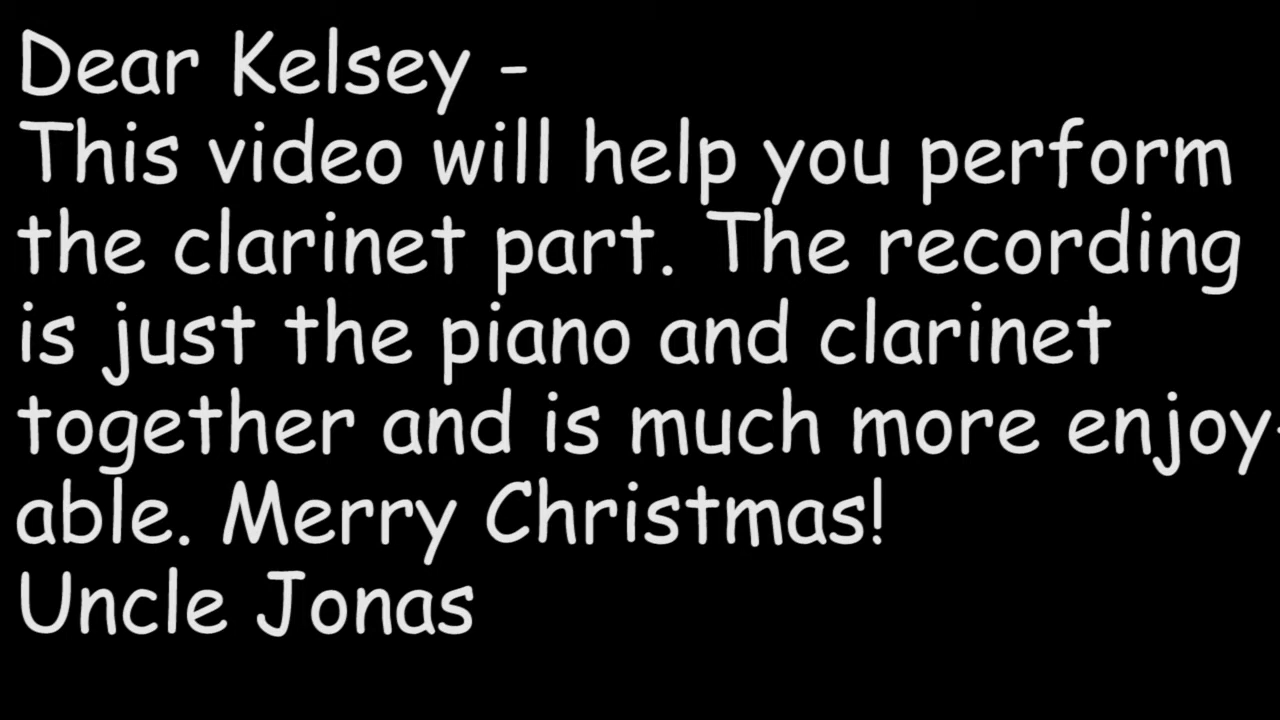 Dear Kelsey -
This video will help you perform
the clarinet part. The recording
is just the piano and clarinet
together and is much more enjoy-
able. Merry Christmas!
Uncle Jonas